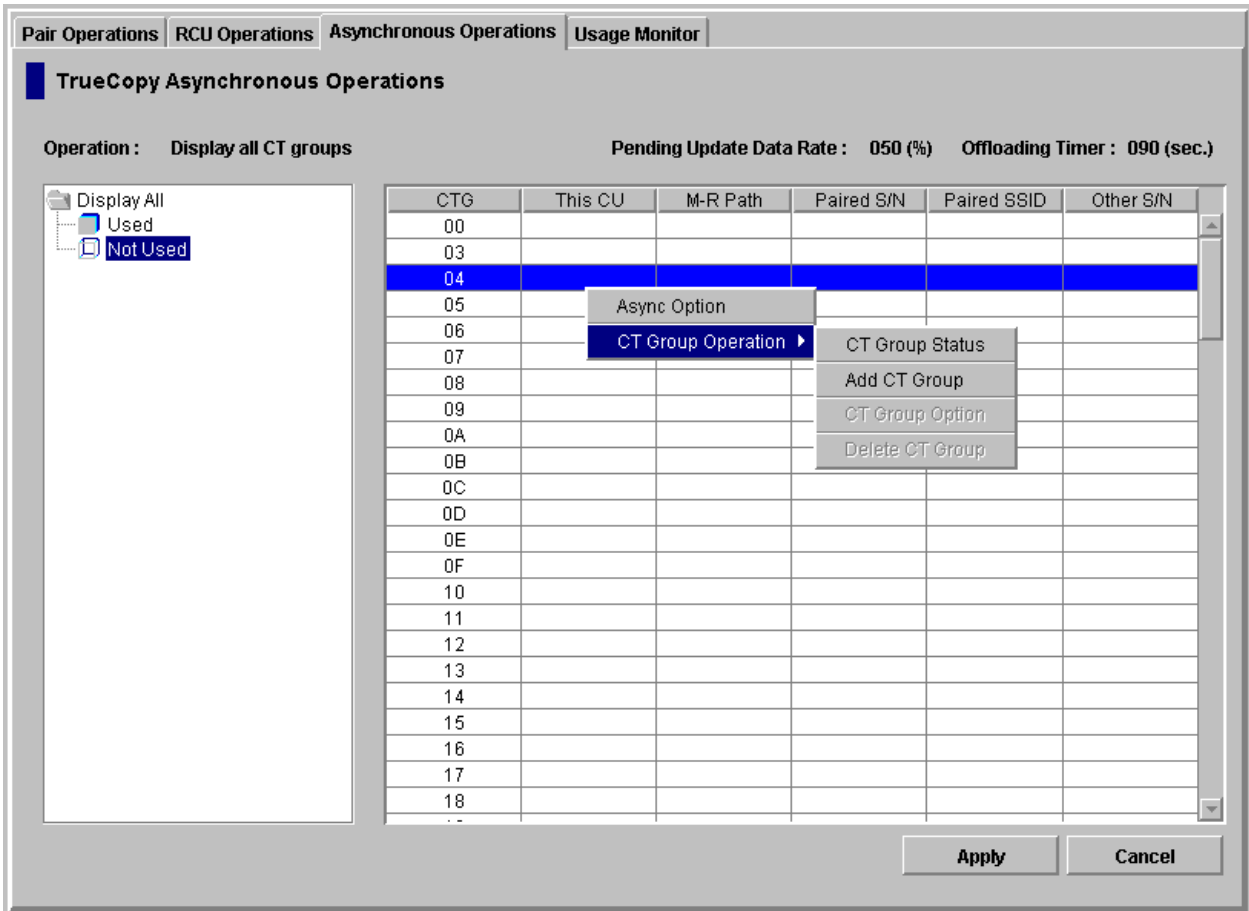 Pair Operations RCU Operations Asynchronous Operations Usage Monitor
TrueCopy Asynchronous Operations
Operation : Display all CT groups Pending Update Data Rate : 050 (%) Offloading Timer : 090 (sec.)
Display All
Used
Not Used
CTG This CU M-R Path Paired S/N Paired SSID Other S/N
00
03
04
05
06
07
08
09
0A
0B
0C
0D
0E
0F
10
11
12
13
14
15
16
17
18
Async Option
CT Group Operation
CT Group Status
Add CT Group
CT Group Option
Delete CT Group
Apply Cancel